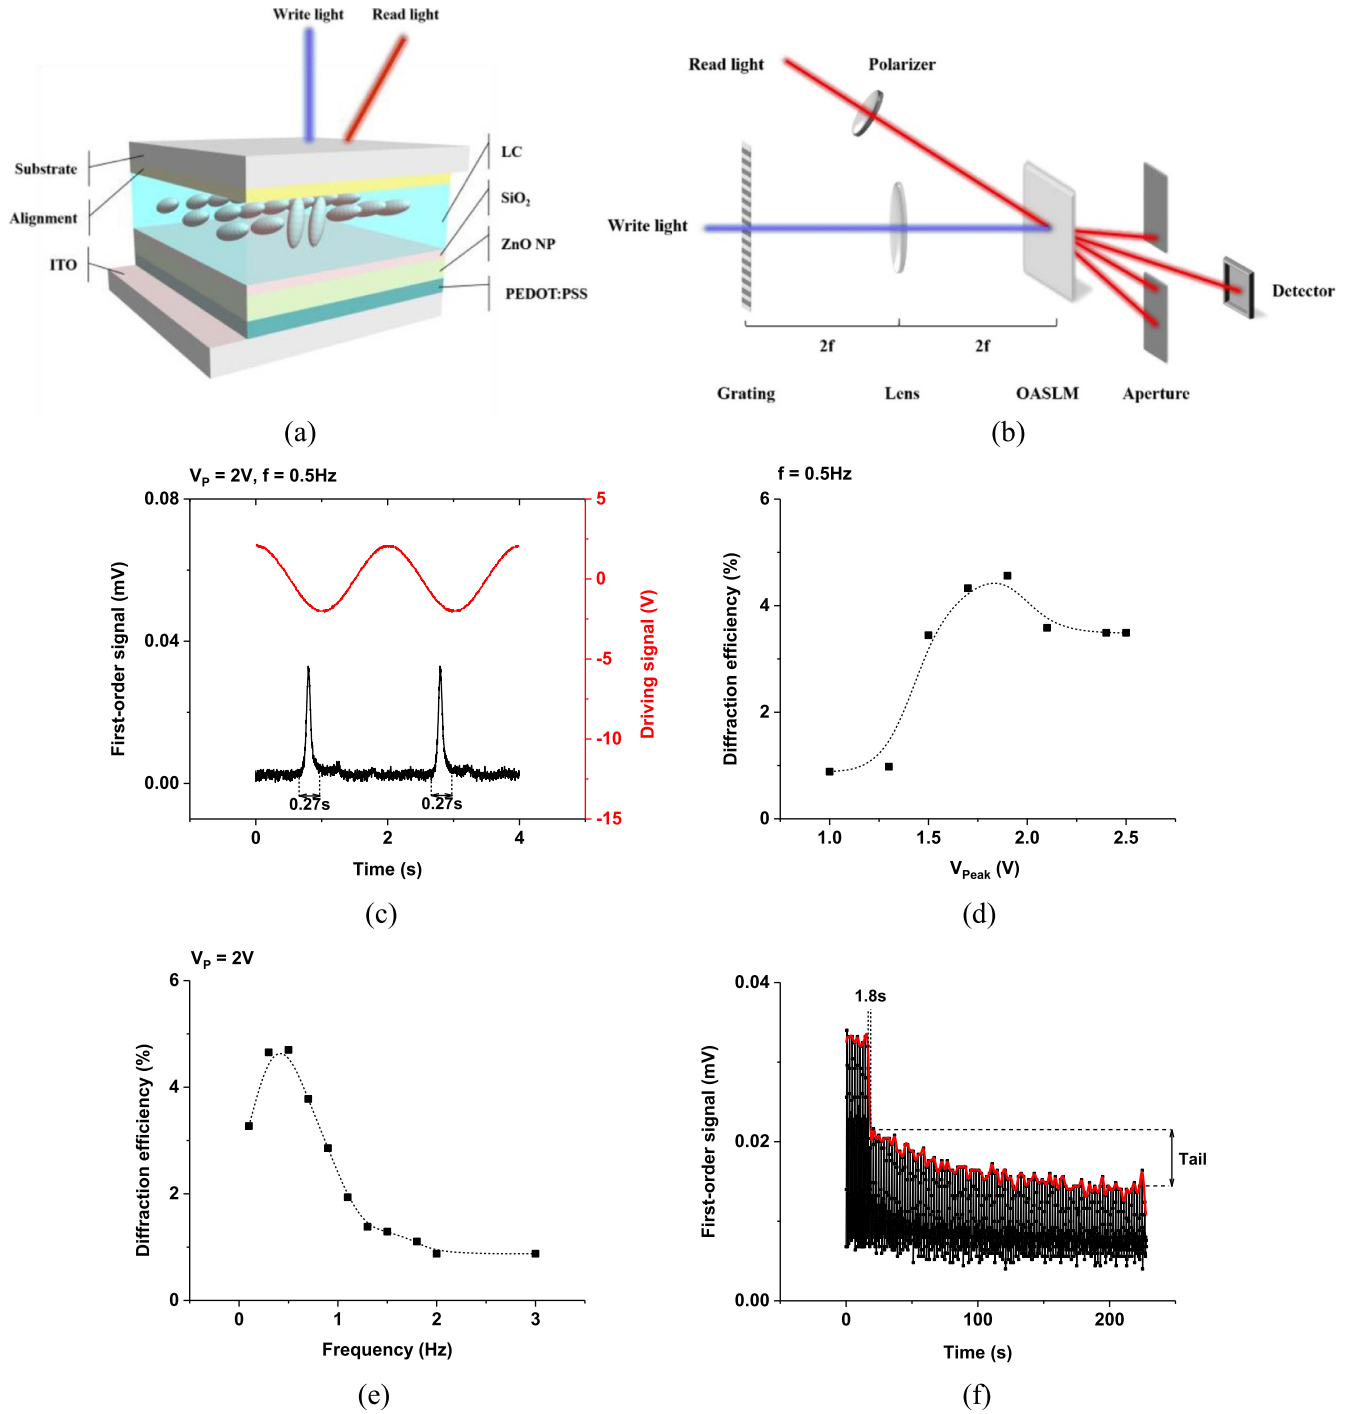 Write light Read light
Substrate
Alignment
ITO
LC
SiO₂
ZnO NP
PEDOT:PSS
(a)
Read light
Polarizer
Write light
Detector
2f 2f
Grating Lens OASLM Aperture
(b)
V_P = 2V, f = 0.5Hz
First-order signal (mV)
0.08
0.04
0.00
5
0
-5
-10
-15
Driving signal (V)
0.27s 0.27s
0 2 4
Time (s)
(c)
f = 0.5Hz
Diffraction efficiency (%)
6
4
2
0
1.0 1.5 2.0 2.5
V_Peak (V)
(d)
V_P = 2V
Diffraction efficiency (%)
6
4
2
0
0 1 2 3
Frequency (Hz)
(e)
First-order signal (mV)
0.04
0.02
0.00
1.8s
Tail
0 100 200
Time (s)
(f)